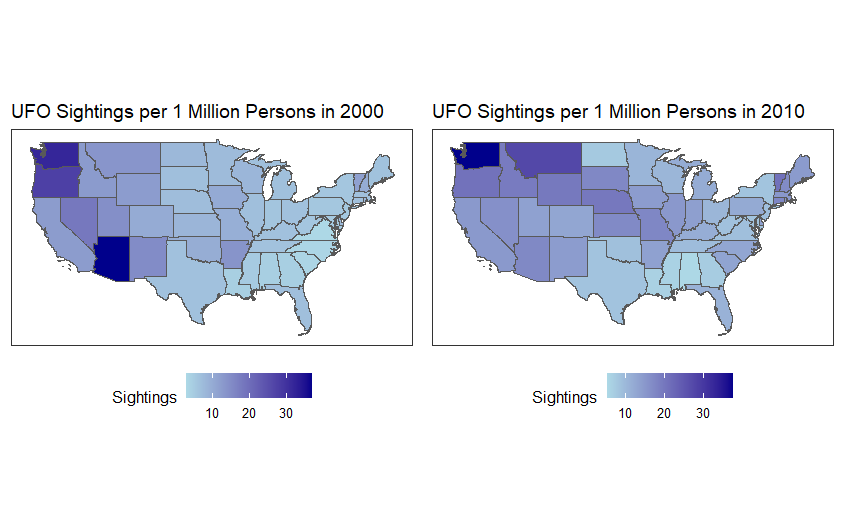 UFO Sightings per 1 Million Persons in 2000
UFO Sightings per 1 Million Persons in 2010
Sightings
10 20 30
Sightings
10 20 30